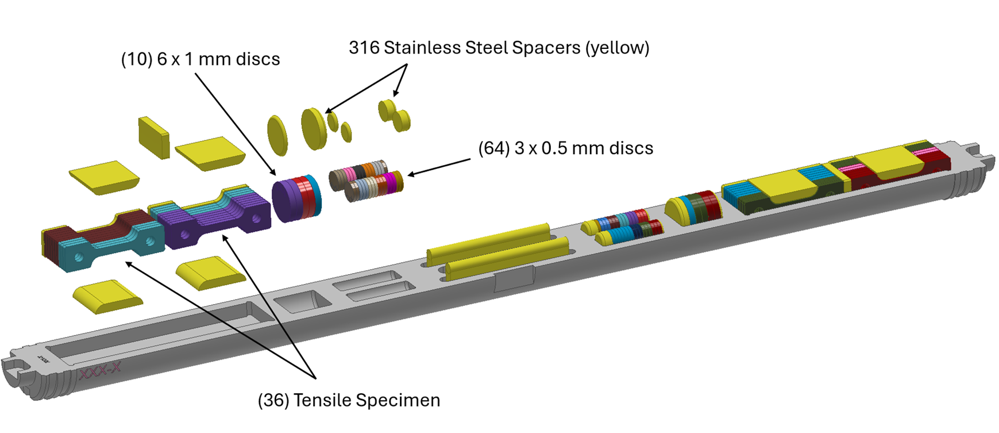 316 Stainless Steel Spacers (yellow)
(10) 6 x 1 mm discs
(64) 3 x 0.5 mm discs
XXX-X
(36) Tensile Specimen